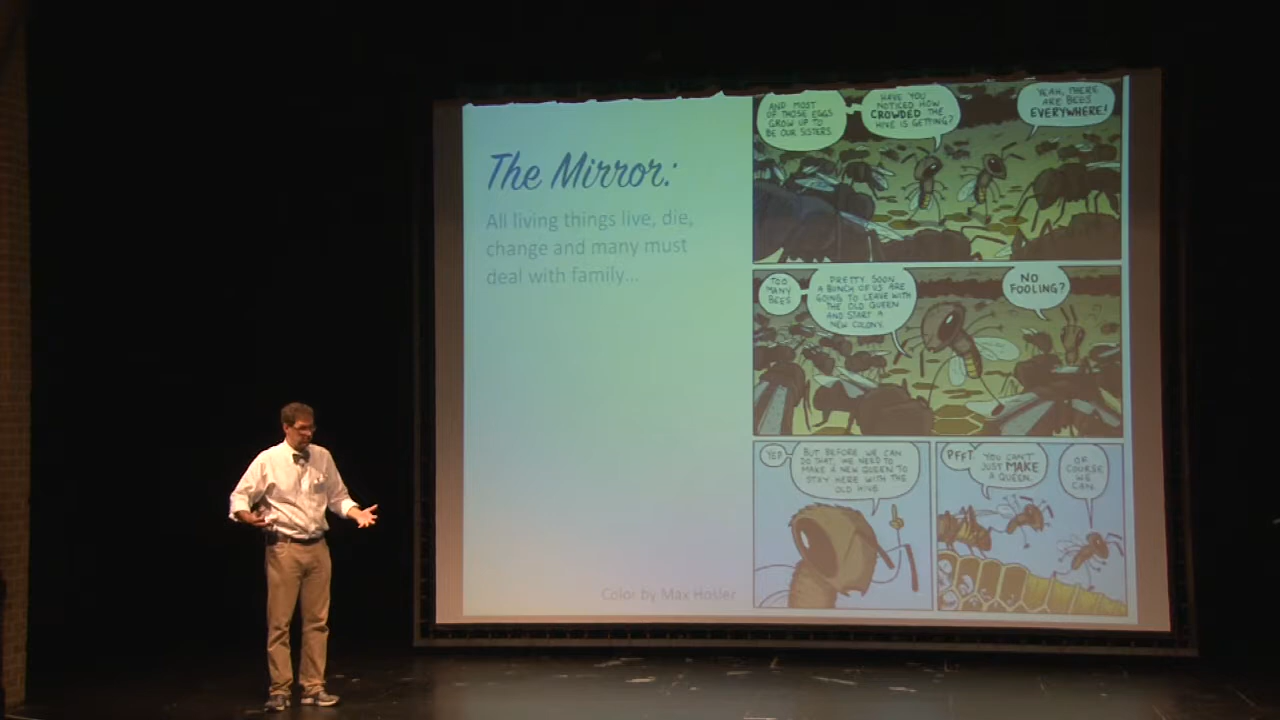 The Mirror:
All living things live, die,
change and many must
deal with family...
Color by Max Hosler
AND MOST
OF THOSE EGGS
GROW UP TO
BE OUR SISTERS.
HAVE YOU
NOTICED HOW
CROWDED THE
HIVE IS GETTING?
YEAH, THERE
ARE BEES
EVERYWHERE!
TOO
MANY
BEES
PRETTY SOON
A BUNCH OF US ARE
GOING TO LEAVE WITH
THE OLD QUEEN
AND START A
NEW COLONY.
NO
FOOLING?
YEP
BUT BEFORE WE CAN
DO THAT, WE NEED TO
MAKE A NEW QUEEN TO
STAY HERE WITH THE
OLD HIVE.
PFFT
YOU CAN'T
JUST MAKE
A QUEEN.
OF
COURSE
WE
CAN.